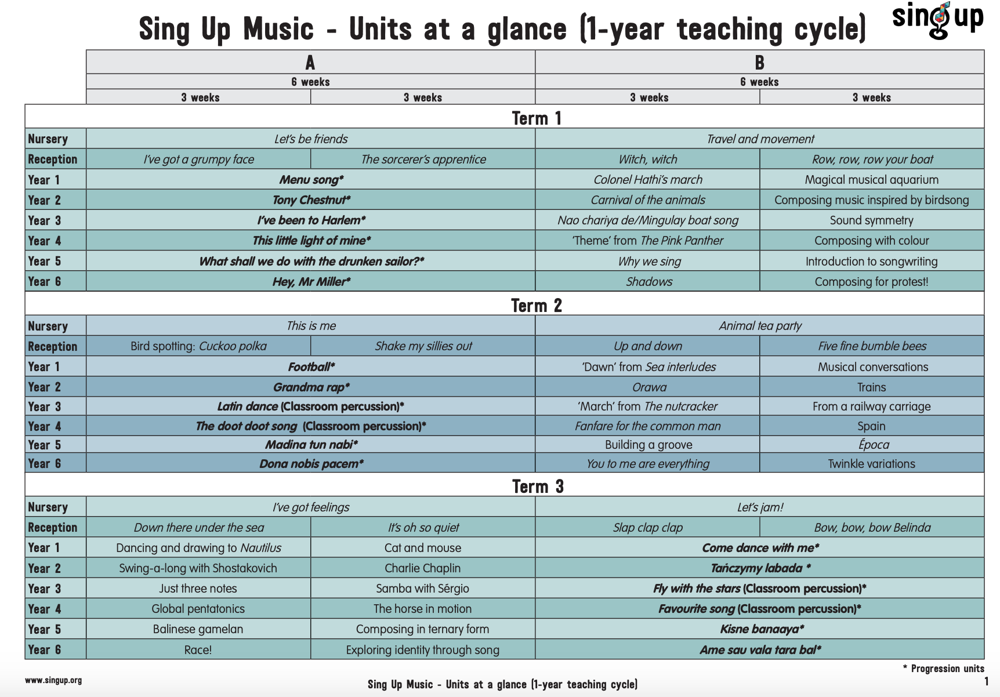 Sing Up Music - Units at a glance (1-year teaching cycle)
sing up
A B
6 weeks 6 weeks
3 weeks 3 weeks 3 weeks 3 weeks
Term 1
Nursery Let's be friends Travel and movement
Reception I've got a grumpy face The sorcerer's apprentice Witch, witch Row, row, row your boat
Year 1 Menu song* Colonel Hathi's march Magical musical aquarium
Year 2 Tony Chestnut* Carnival of the animals Composing music inspired by birdsong
Year 3 I've been to Harlem* Nao chariya de/Mingulay boat song Sound symmetry
Year 4 This little light of mine* 'Theme' from The Pink Panther Composing with colour
Year 5 What shall we do with the drunken sailor?* Why we sing Introduction to songwriting
Year 6 Hey, Mr Miller* Shadows Composing for protest!
Term 2
Nursery This is me Animal tea party
Reception Bird spotting: Cuckoo polka Shake my sillies out Up and down Five fine bumble bees
Year 1 Football* 'Dawn' from Sea interludes Musical conversations
Year 2 Grandma rap* Orawa Trains
Year 3 Latin dance (Classroom percussion)* 'March' from The nutcracker From a railway carriage
Year 4 The doot doot song (Classroom percussion)* Fanfare for the common man Spain
Year 5 Madina tun nabi* Building a groove Época
Year 6 Dona nobis pacem* You to me are everything Twinkle variations
Term 3
Nursery I've got feelings Let's jam!
Reception Down there under the sea It's oh so quiet Slap clap clap Bow, bow, bow Belinda
Year 1 Dancing and drawing to Nautilus Cat and mouse Come dance with me*
Year 2 Swing-a-long with Shostakovich Charlie Chaplin Tańczymy labada *
Year 3 Just three notes Samba with Sérgio Fly with the stars (Classroom percussion)*
Year 4 Global pentatonics The horse in motion Favourite song (Classroom percussion)*
Year 5 Balinese gamelan Composing in ternary form Kisne banaaya*
Year 6 Race! Exploring identity through song Ame sau vala tara bal*
* Progression units
www.singup.org Sing Up Music - Units at a glance (1-year teaching cycle) 1